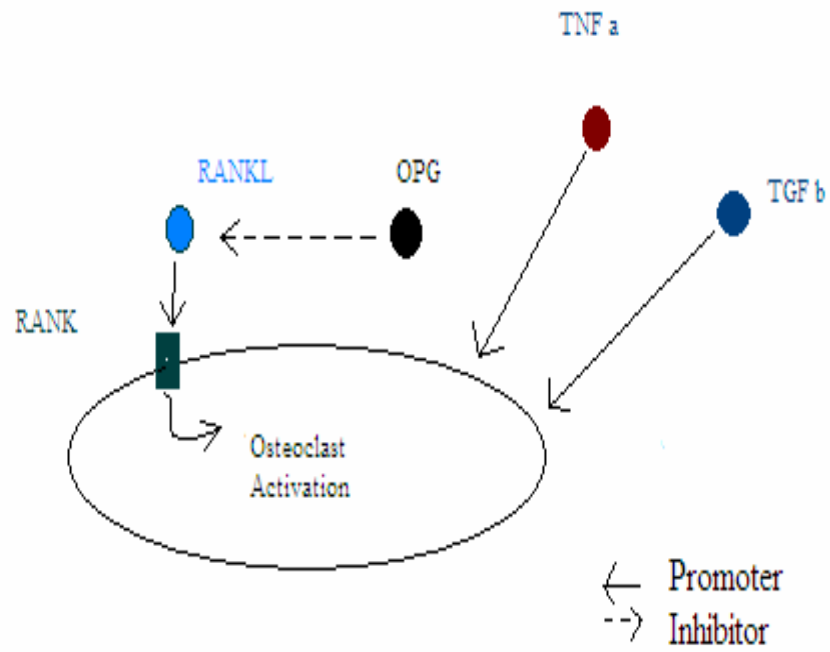 TNF a
RANKL
OPG
TGF b
RANK
Osteoclast
Activation
Promoter
Inhibitor